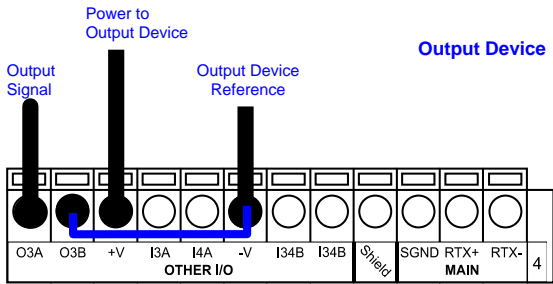 Power to
Output Device
Output Device
Output
Signal
Output Device
Reference
O3A O3B +V I3A I4A -V I34B I34B Shield SGND RTX+ RTX- 4
OTHER I/O MAIN